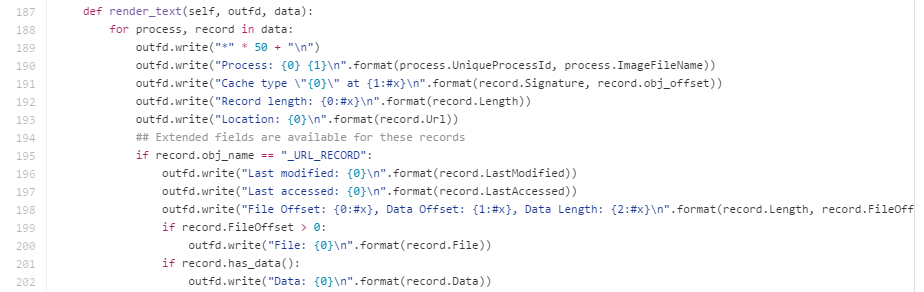 187 def render_text(self, outfd, data):
188 for process, record in data:
189 outfd.write("*" * 50 + "\n")
190 outfd.write("Process: {0} {1}\n".format(process.UniqueProcessId, process.ImageFileName))
191 outfd.write("Cache type \"{0}\" at {1:#x}\n".format(record.Signature, record.obj_offset))
192 outfd.write("Record length: {0:#x}\n".format(record.Length))
193 outfd.write("Location: {0}\n".format(record.Url))
194 ## Extended fields are available for these records
195 if record.obj_name == "_URL_RECORD":
196 outfd.write("Last modified: {0}\n".format(record.LastModified))
197 outfd.write("Last accessed: {0}\n".format(record.LastAccessed))
198 outfd.write("File Offset: {0:#x}, Data Offset: {1:#x}, Data Length: {2:#x}\n".format(record.Length, record.FileOff
199 if record.FileOffset > 0:
200 outfd.write("File: {0}\n".format(record.File))
201 if record.has_data():
202 outfd.write("Data: {0}\n".format(record.Data))